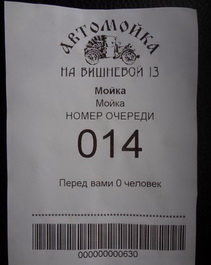 АВТОМОЙКА
НА ВИШНЕВОЙ 13
Мойка
Мойка
НОМЕР ОЧЕРЕДИ
014
Перед вами 0 человек
000000000630